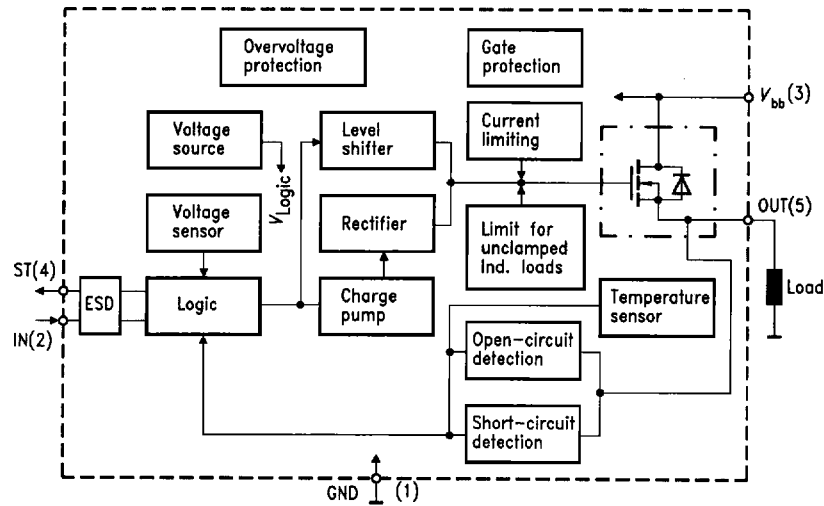 Overvoltage
protection
Gate
protection
V bb (3)
Voltage
source
Level
shifter
Current
limiting
V Logic
Voltage
sensor
Rectifier
Limit for
unclamped
Ind. loads
OUT(5)
ST(4)
ESD
Logic
Charge
pump
Temperature
sensor
Load
IN(2)
Open-circuit
detection
Short-circuit
detection
GND (1)